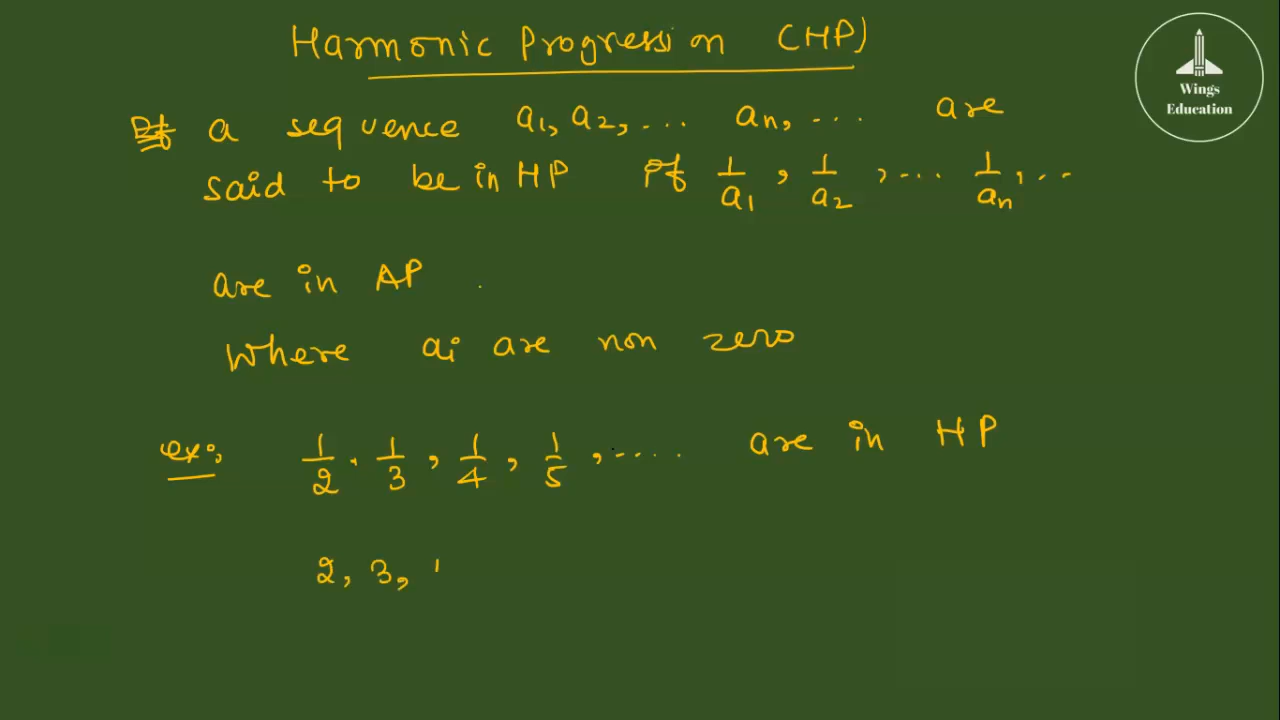 Harmonic Progression (HP)
Wings
Education
a sequence a₁, a₂, ... aₙ, ... are
said to be in HP if 1/a₁, 1/a₂, ... 1/aₙ, ...
are in AP.
Where aᵢ are non zero
ex:, 1/2, 1/3, 1/4, 1/5, ..... are in HP
2, 3,